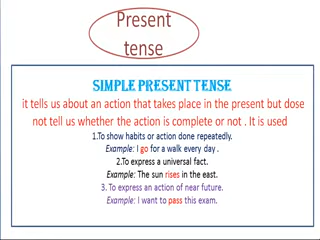 Present
tense
SIMPLE PRESENT TENSE
it tells us about an action that takes place in the present but dose
not tell us whether the action is complete or not . It is used
1.To show habits or action done repeatedly.
Example: I go for a walk every day .
2.To express a universal fact.
Example: The sun rises in the east.
3. To express an action of near future.
Example: I want to pass this exam.